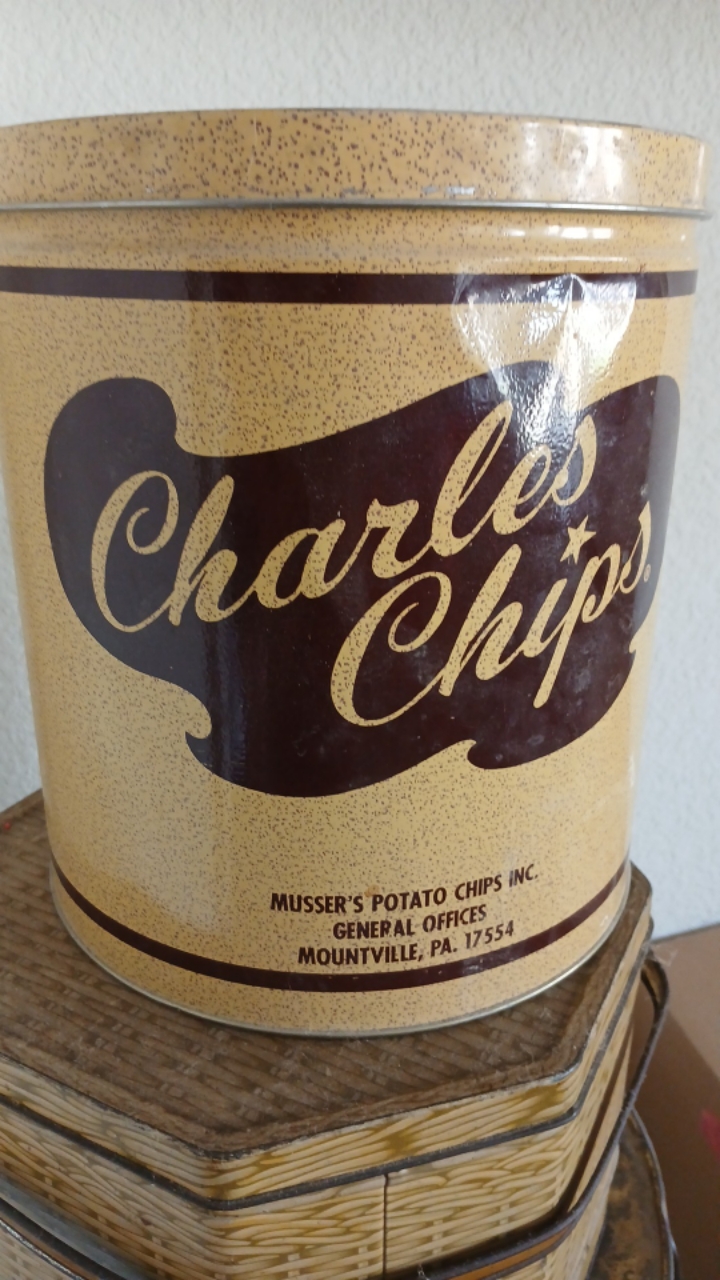 Charles
Chips®
MUSSER'S POTATO CHIPS INC.
GENERAL OFFICES
MOUNTVILLE, PA. 17554